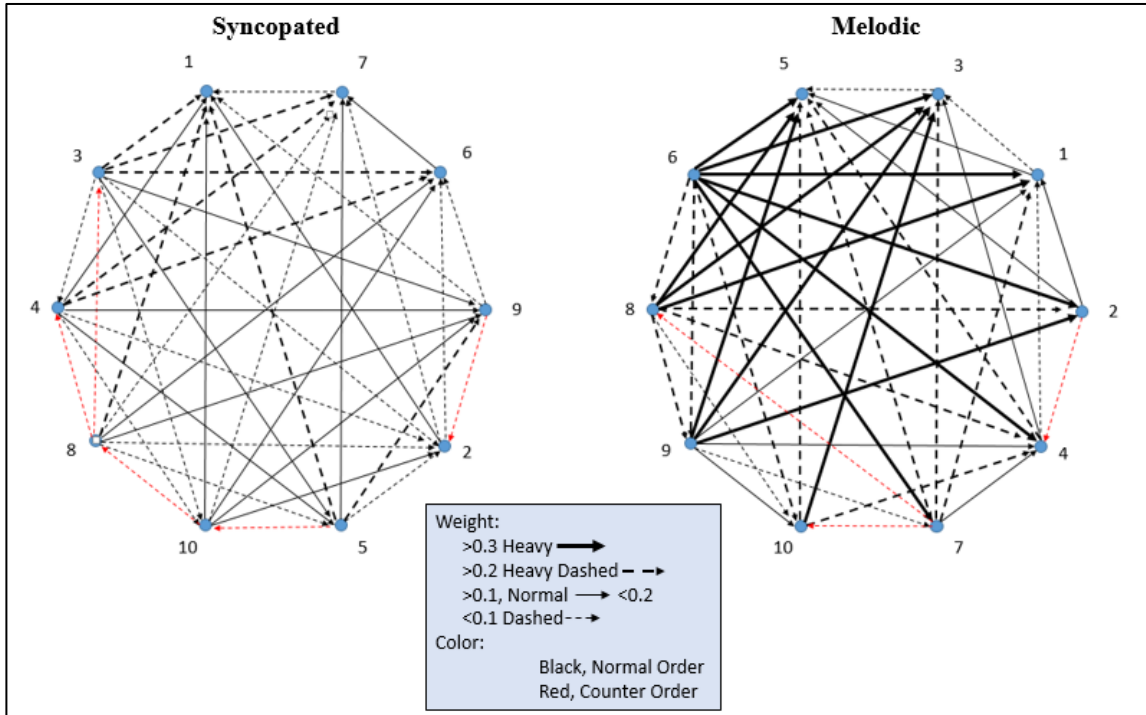 Syncopated
1 7
3 6
4 9
8 2
10 5
Melodic
5 3
6 1
8 2
9 4
10 7
Weight:
>0.3 Heavy
>0.2 Heavy Dashed
>0.1, Normal <0.2
<0.1 Dashed
Color:
Black, Normal Order
Red, Counter Order